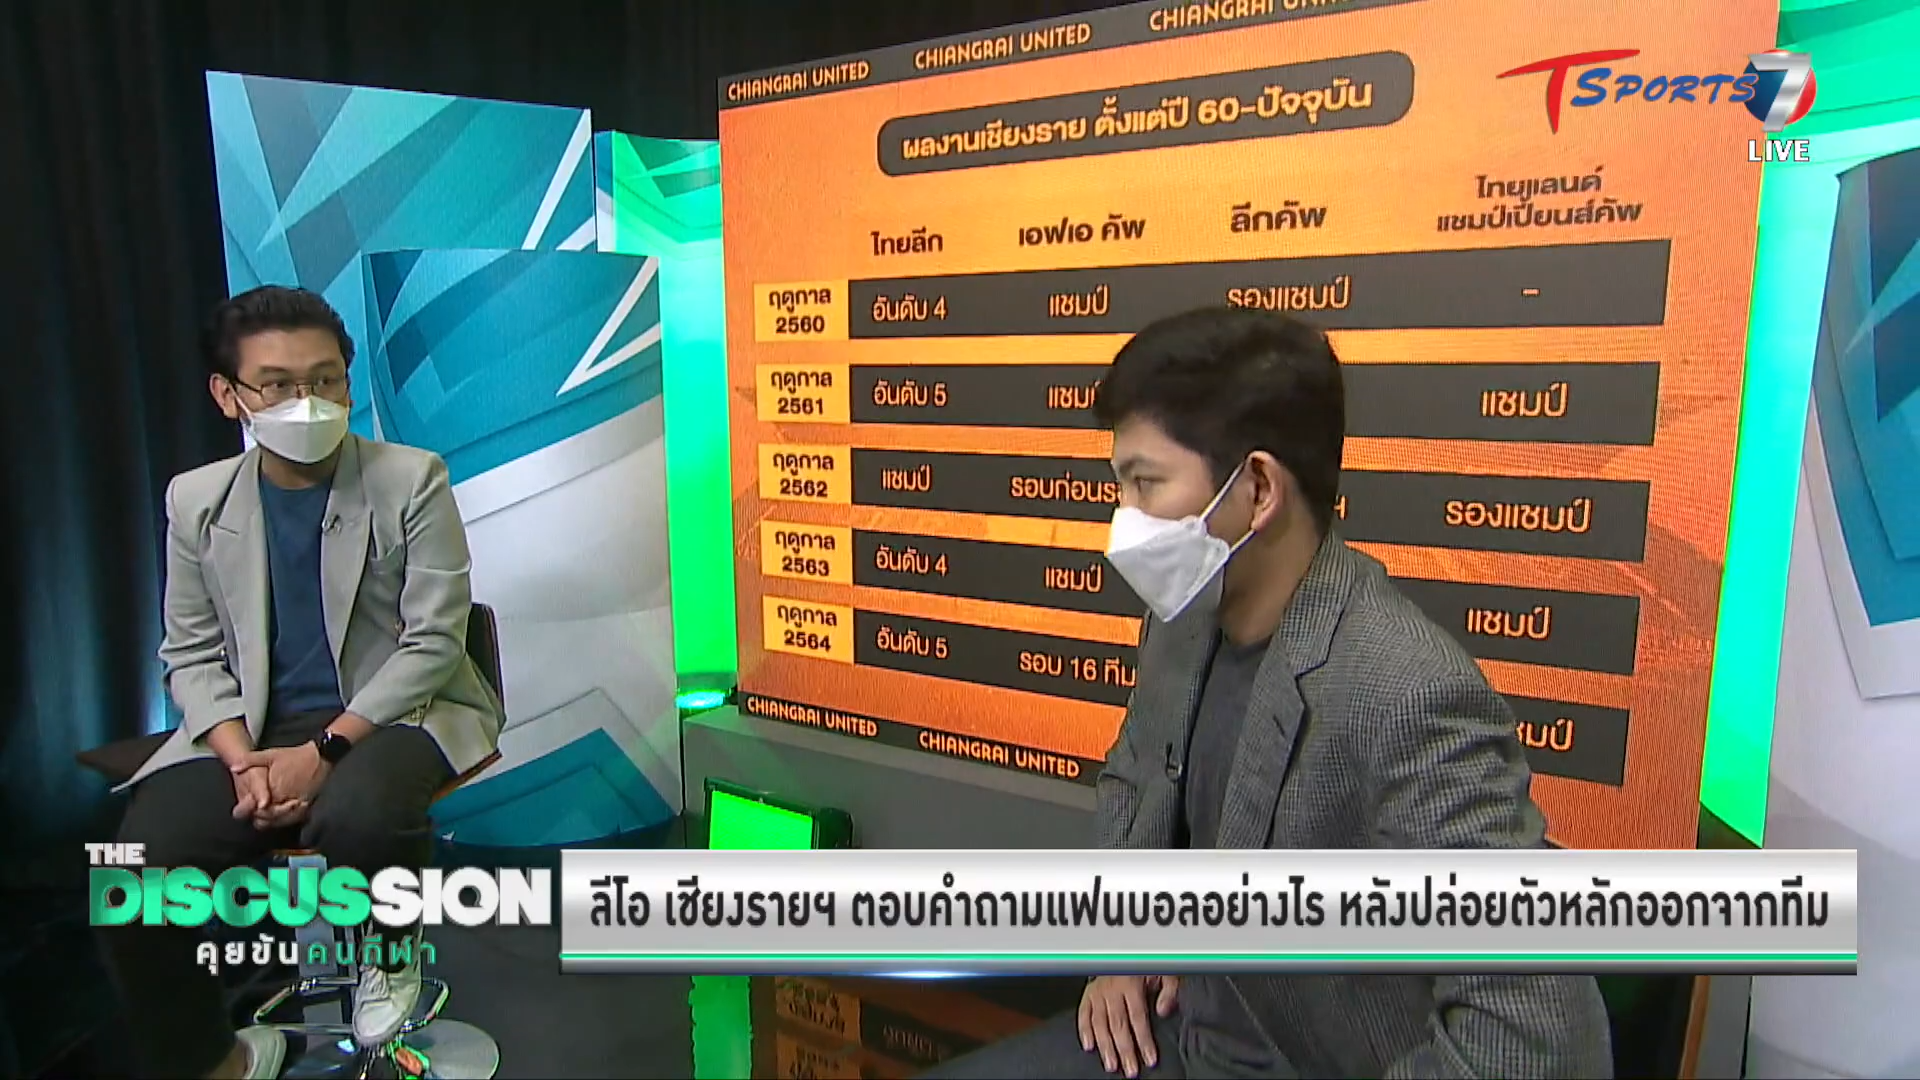 CHIANGRAI UNITED CHIANGRAI UNITED CHIANGRAI
TSPORTS 7
LIVE
ผลงานเชียงราย ตั้งแต่ปี 60-ปัจจุบัน
ไทยลีก เอฟเอ คัพ ลีกคัพ ไทยแลนด์
แชมป์เปี้ยนส์คัพ
ฤดูกาล
2560
อันดับ 4 แชมป์ รองแชมป์ -
ฤดูกาล
2561
อันดับ 5 แชมป์
ฤดูกาล
2562
แชมป์ รองแชมป์
ฤดูกาล
2563
อันดับ 4 แชมป์ แชมป์
ฤดูกาล
2564
อันดับ 5 รอบ 16 ทีม
CHIANGRAI UNITED CHIANGRAI UNITED
THE
DISCUSSION
คุยขันคนกีฬา
ลีโอ เชียงรายฯ ตอบคำถามแฟนบอลอย่างไร หลังปล่อยตัวหลักออกจากทีม